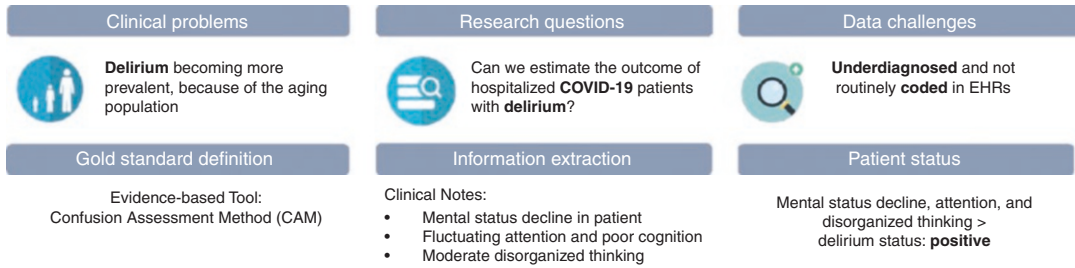 Clinical problems
Delirium becoming more
prevalent, because of the aging
population
Research questions
Can we estimate the outcome of
hospitalized COVID-19 patients
with delirium?
Data challenges
Underdiagnosed and not
routinely coded in EHRs
Gold standard definition
Evidence-based Tool:
Confusion Assessment Method (CAM)
Information extraction
Clinical Notes:
• Mental status decline in patient
• Fluctuating attention and poor cognition
• Moderate disorganized thinking
Patient status
Mental status decline, attention, and
disorganized thinking >
delirium status: positive